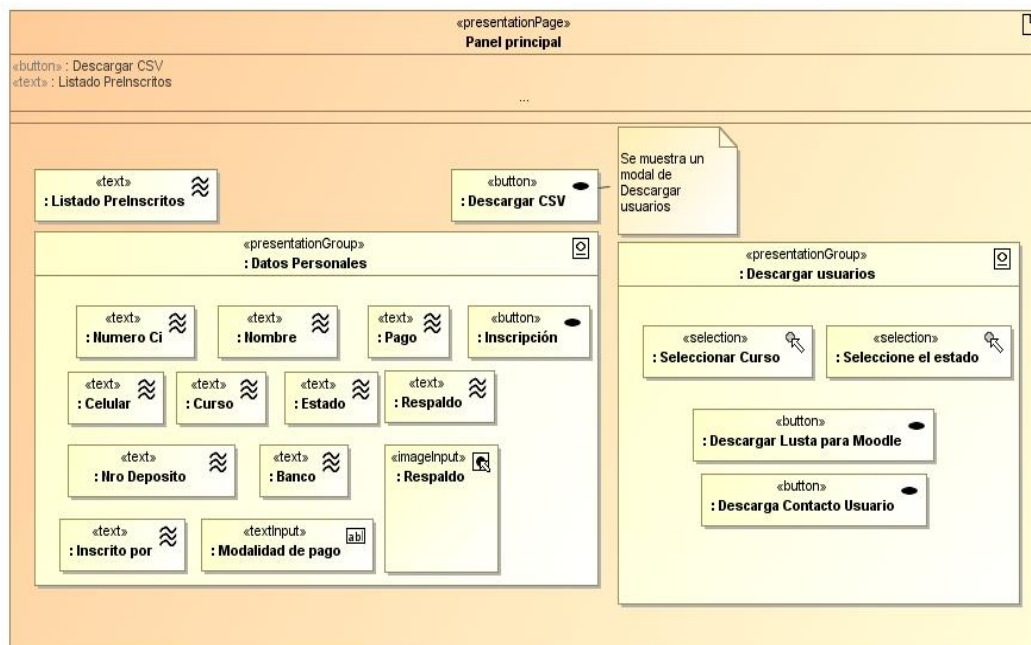 «presentationPage»
Panel principal
«button» : Descargar CSV
«text» : Listado PreInscritos
...
«text»
: Listado PreInscritos
«button»
: Descargar CSV
Se muestra un
modal de
Descargar
usuarios
«presentationGroup»
: Datos Personales
«text»
: Numero Ci
«text»
: Nombre
«text»
: Pago
«button»
: Inscripción
«text»
: Celular
«text»
: Curso
«text»
: Estado
«text»
: Respaldo
«text»
: Nro Deposito
«text»
: Banco
«imageInput»
: Respaldo
«text»
: Inscrito por
«textInput»
: Modalidad de pago
ab
«presentationGroup»
: Descargar usuarios
«selection»
: Seleccionar Curso
«selection»
: Seleccione el estado
«button»
: Descargar Lusta para Moodle
«button»
: Descarga Contacto Usuario